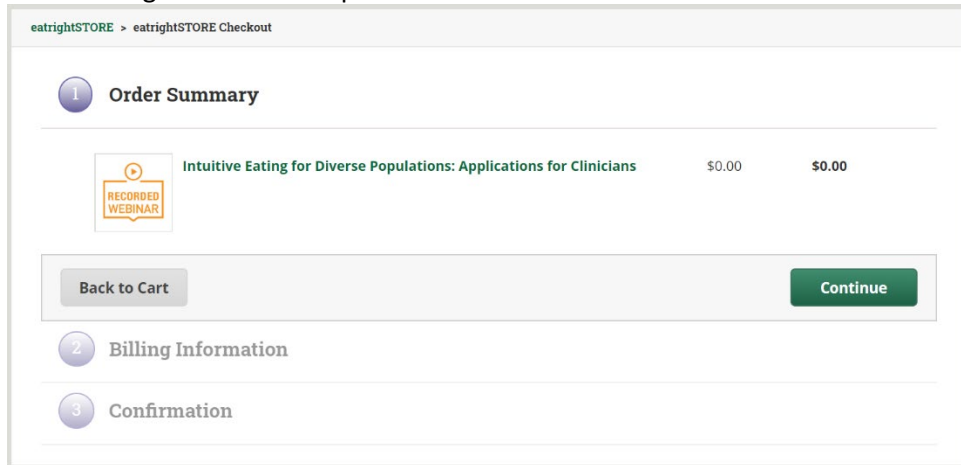 eatrightSTORE > eatrightSTORE Checkout
1 Order Summary
RECORDED
WEBINAR
Intuitive Eating for Diverse Populations: Applications for Clinicians $0.00 $0.00
Back to Cart Continue
2 Billing Information
3 Confirmation